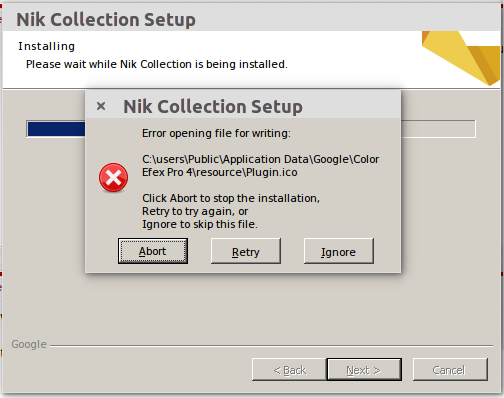 Nik Collection Setup
Installing
Please wait while Nik Collection is being installed.
Nik Collection Setup
Error opening file for writing:
C:\users\Public\Application Data\Google\Color
Efex Pro 4\resource\Plugin.ico
Click Abort to stop the installation,
Retry to try again, or
Ignore to skip this file.
Abort
Retry
Ignore
Google
< Back
Next >
Cancel